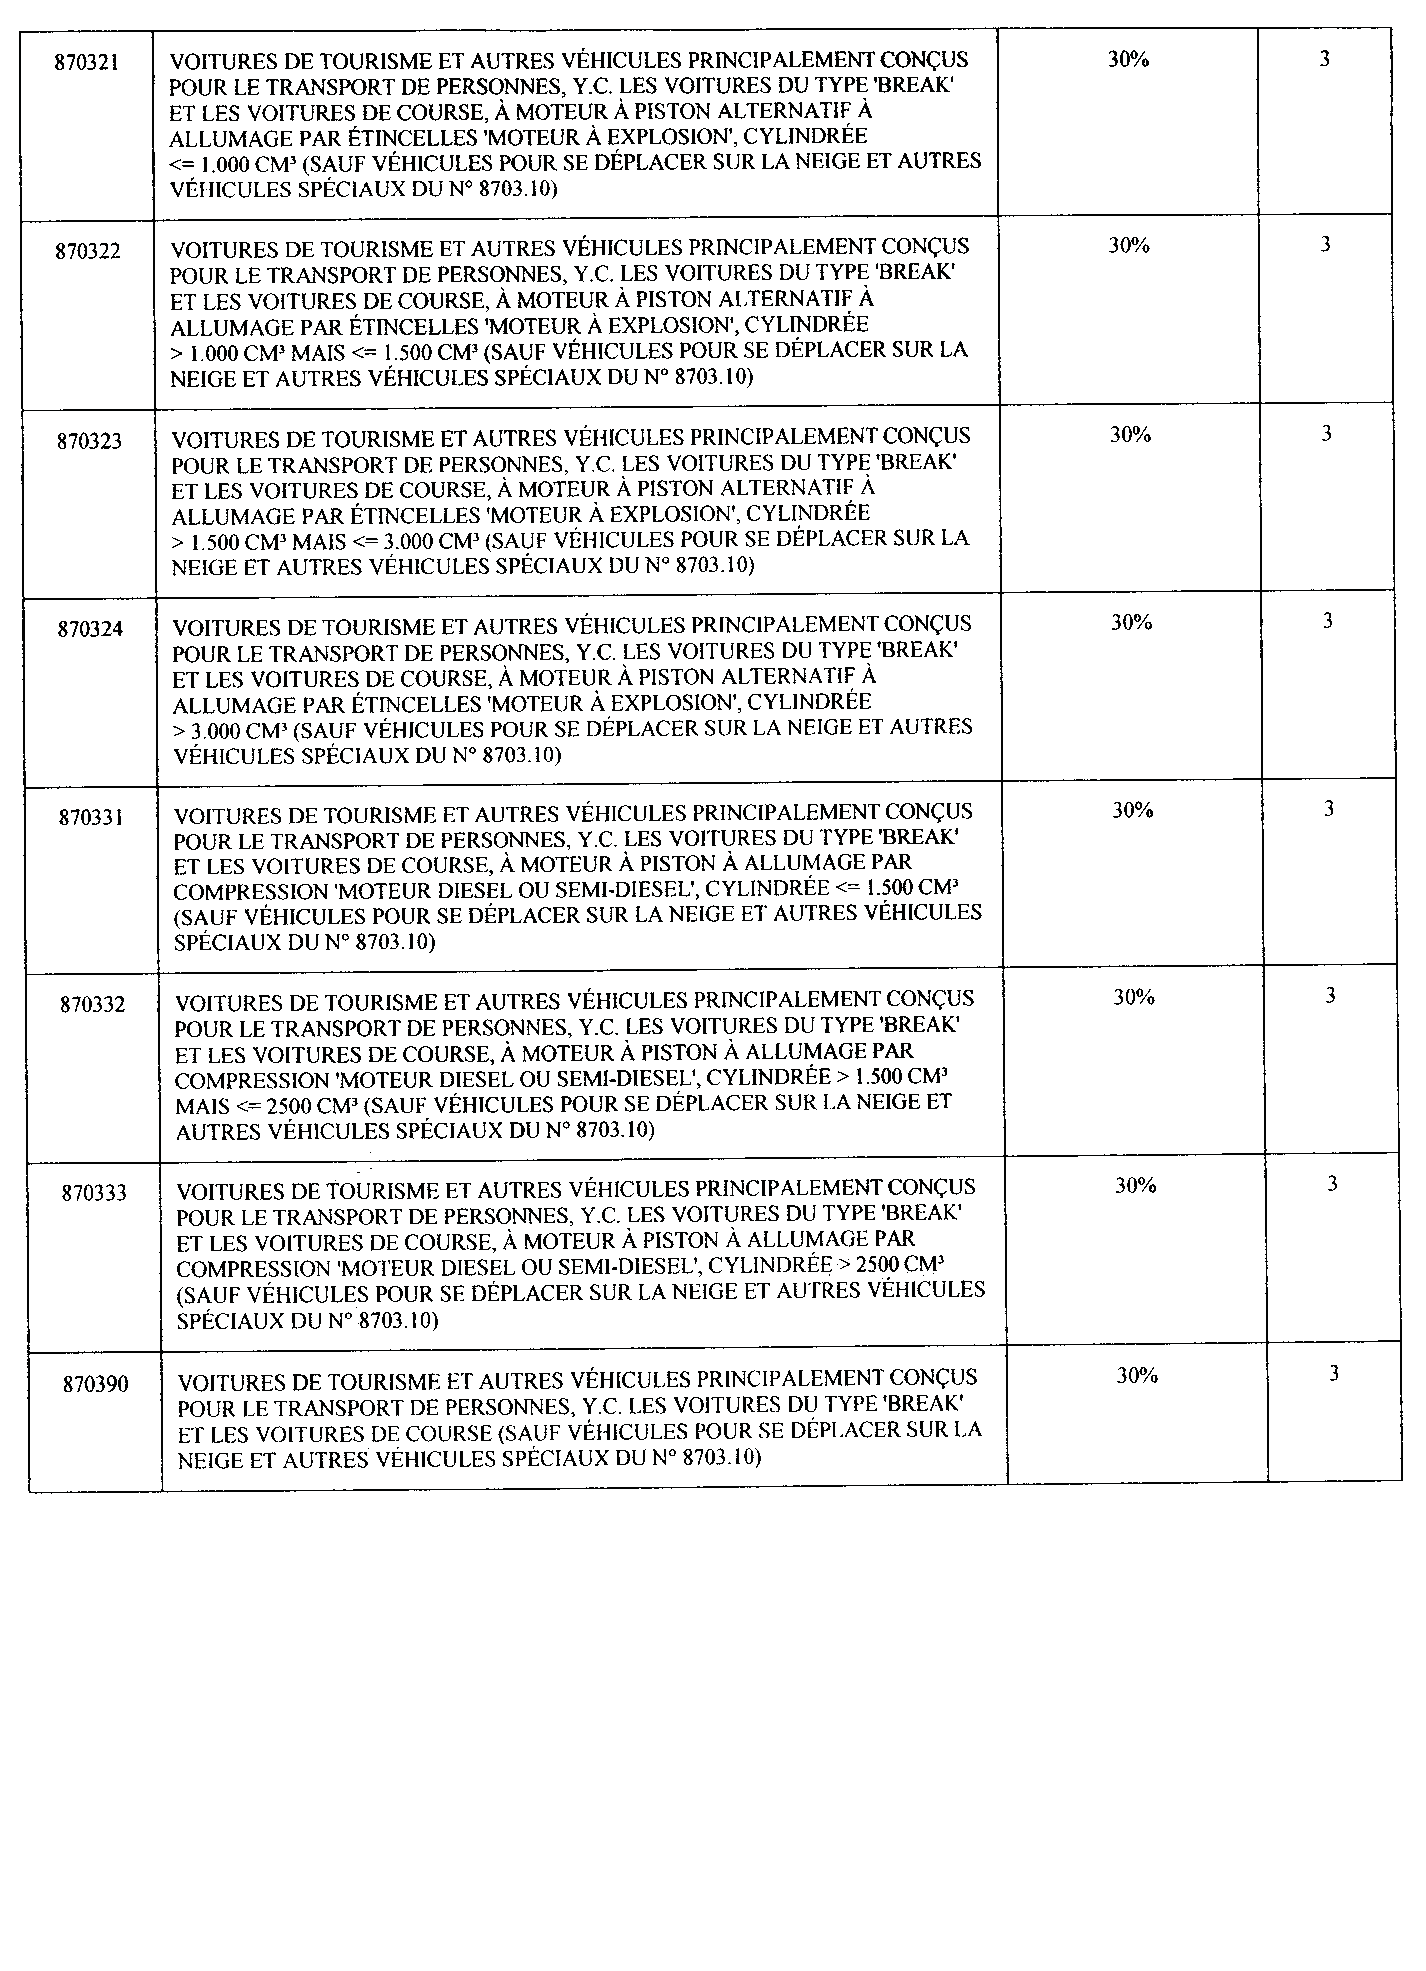 870321 VOITURES DE TOURISME ET AUTRES VÉHICULES PRINCIPALEMENT CONÇUS 30% 3
POUR LE TRANSPORT DE PERSONNES, Y.C. LES VOITURES DU TYPE 'BREAK'
ET LES VOITURES DE COURSE, À MOTEUR À PISTON ALTERNATIF À
ALLUMAGE PAR ÉTINCELLES 'MOTEUR À EXPLOSION', CYLINDRÉE
<= 1.000 CM³ (SAUF VÉHICULES POUR SE DÉPLACER SUR LA NEIGE ET AUTRES
VÉHICULES SPÉCIAUX DU N° 8703.10)
870322 VOITURES DE TOURISME ET AUTRES VÉHICULES PRINCIPALEMENT CONÇUS 30% 3
POUR LE TRANSPORT DE PERSONNES, Y.C. LES VOITURES DU TYPE 'BREAK'
ET LES VOITURES DE COURSE, À MOTEUR À PISTON ALTERNATIF À
ALLUMAGE PAR ÉTINCELLES 'MOTEUR À EXPLOSION', CYLINDRÉE
> 1.000 CM³ MAIS <= 1.500 CM³ (SAUF VÉHICULES POUR SE DÉPLACER SUR LA
NEIGE ET AUTRES VÉHICULES SPÉCIAUX DU N° 8703.10)
870323 VOITURES DE TOURISME ET AUTRES VÉHICULES PRINCIPALEMENT CONÇUS 30% 3
POUR LE TRANSPORT DE PERSONNES, Y.C. LES VOITURES DU TYPE 'BREAK'
ET LES VOITURES DE COURSE, À MOTEUR À PISTON ALTERNATIF À
ALLUMAGE PAR ÉTINCELLES 'MOTEUR À EXPLOSION', CYLINDRÉE
> 1.500 CM³ MAIS <= 3.000 CM³ (SAUF VÉHICULES POUR SE DÉPLACER SUR LA
NEIGE ET AUTRES VÉHICULES SPÉCIAUX DU N° 8703.10)
870324 VOITURES DE TOURISME ET AUTRES VÉHICULES PRINCIPALEMENT CONÇUS 30% 3
POUR LE TRANSPORT DE PERSONNES, Y.C. LES VOITURES DU TYPE 'BREAK'
ET LES VOITURES DE COURSE, À MOTEUR À PISTON ALTERNATIF À
ALLUMAGE PAR ÉTINCELLES 'MOTEUR À EXPLOSION', CYLINDRÉE
> 3.000 CM³ (SAUF VÉHICULES POUR SE DÉPLACER SUR LA NEIGE ET AUTRES
VÉHICULES SPÉCIAUX DU N° 8703.10)
870331 VOITURES DE TOURISME ET AUTRES VÉHICULES PRINCIPALEMENT CONÇUS 30% 3
POUR LE TRANSPORT DE PERSONNES, Y.C. LES VOITURES DU TYPE 'BREAK'
ET LES VOITURES DE COURSE, À MOTEUR À PISTON À ALLUMAGE PAR
COMPRESSION 'MOTEUR DIESEL OU SEMI-DIESEL', CYLINDRÉE <= 1.500 CM³
(SAUF VÉHICULES POUR SE DÉPLACER SUR LA NEIGE ET AUTRES VÉHICULES
SPÉCIAUX DU N° 8703.10)
870332 VOITURES DE TOURISME ET AUTRES VÉHICULES PRINCIPALEMENT CONÇUS 30% 3
POUR LE TRANSPORT DE PERSONNES, Y.C. LES VOITURES DU TYPE 'BREAK'
ET LES VOITURES DE COURSE, À MOTEUR À PISTON À ALLUMAGE PAR
COMPRESSION 'MOTEUR DIESEL OU SEMI-DIESEL', CYLINDRÉE > 1.500 CM³
MAIS <= 2500 CM³ (SAUF VÉHICULES POUR SE DÉPLACER SUR LA NEIGE ET
AUTRES VÉHICULES SPÉCIAUX DU N° 8703.10)
870333 VOITURES DE TOURISME ET AUTRES VÉHICULES PRINCIPALEMENT CONÇUS 30% 3
POUR LE TRANSPORT DE PERSONNES, Y.C. LES VOITURES DU TYPE 'BREAK'
ET LES VOITURES DE COURSE, À MOTEUR À PISTON À ALLUMAGE PAR
COMPRESSION 'MOTEUR DIESEL OU SEMI-DIESEL', CYLINDRÉE > 2500 CM³
(SAUF VÉHICULES POUR SE DÉPLACER SUR LA NEIGE ET AUTRES VÉHICULES
SPÉCIAUX DU N° 8703.10)
870390 VOITURES DE TOURISME ET AUTRES VÉHICULES PRINCIPALEMENT CONÇUS 30% 3
POUR LE TRANSPORT DE PERSONNES, Y.C. LES VOITURES DU TYPE 'BREAK'
ET LES VOITURES DE COURSE (SAUF VÉHICULES POUR SE DÉPLACER SUR LA
NEIGE ET AUTRES VÉHICULES SPÉCIAUX DU N° 8703.10)